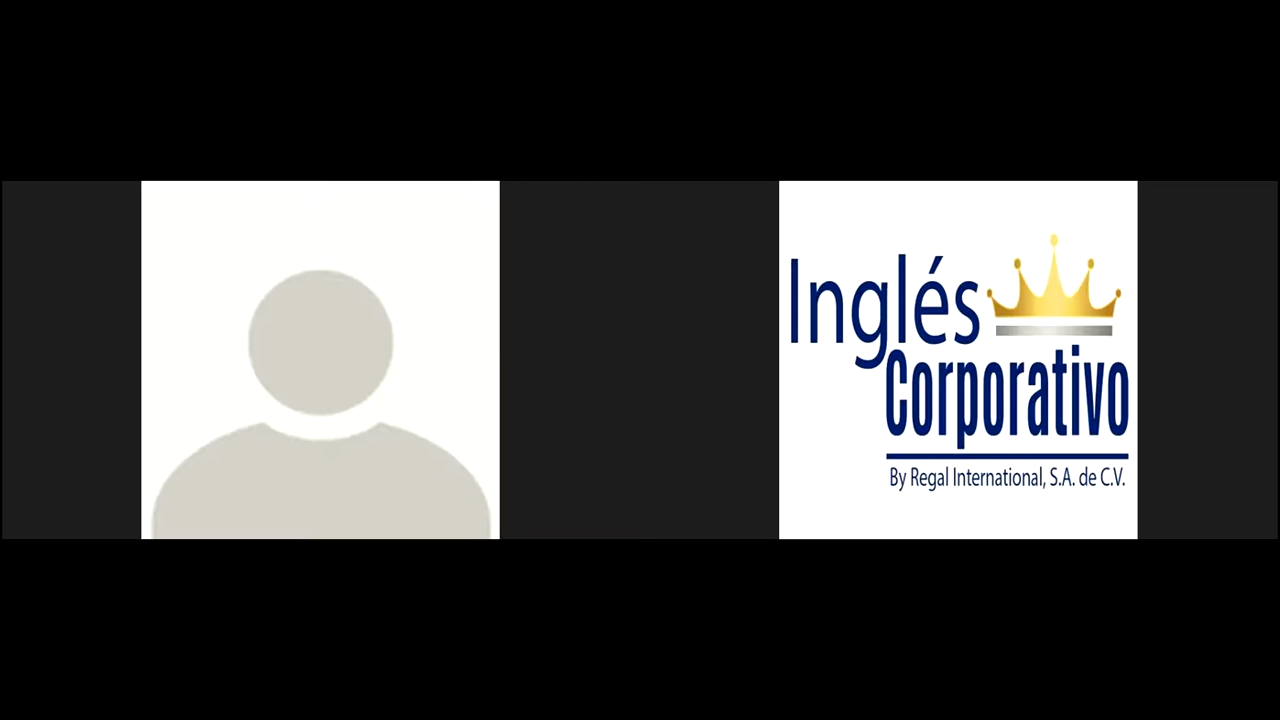 Inglés
Corporativo
By Regal International, S.A. de C.V.